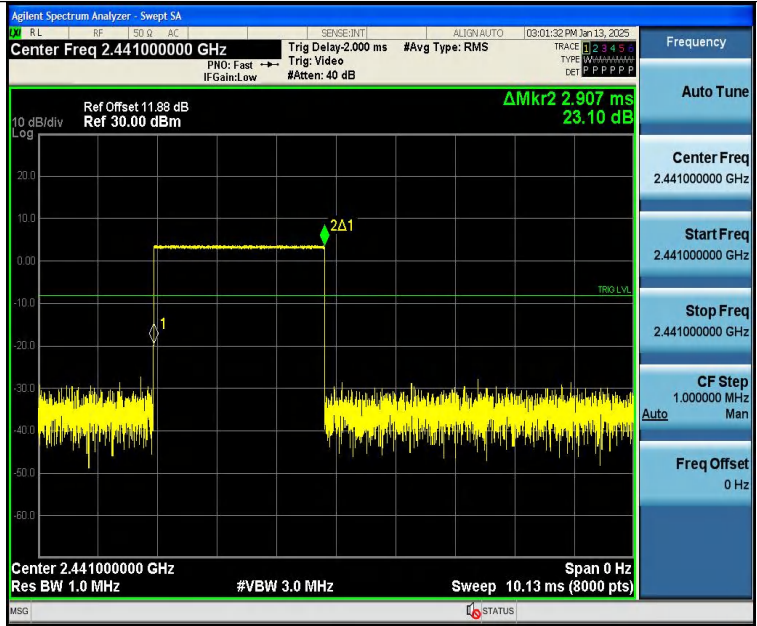 Agilent Spectrum Analyzer - Swept SA
LXI RL RF 50 Ω AC SENSE:INT ALIGN AUTO 03:01:32 PM Jan 13, 2025
Center Freq 2.441000000 GHz
PNO: Fast
IFGain:Low
Trig Delay-2.000 ms
Trig: Video
#Atten: 40 dB
#Avg Type: RMS
TRACE 1 2 3 4 5 6
TYPE W
DET P P P P P P
Frequency
Auto Tune
Center Freq
2.441000000 GHz
Start Freq
2.441000000 GHz
Stop Freq
2.441000000 GHz
CF Step
1.000000 MHz
Auto Man
Freq Offset
0 Hz
ΔMkr2 2.907 ms
23.10 dB
Ref Offset 11.88 dB
10 dB/div Ref 30.00 dBm
Log
20.0
10.0
0.00
-10.0
-20.0
-30.0
-40.0
-50.0
-60.0
2Δ1
TRIG LVL
1
Center 2.441000000 GHz Span 0 Hz
Res BW 1.0 MHz #VBW 3.0 MHz Sweep 10.13 ms (8000 pts)
MSG STATUS